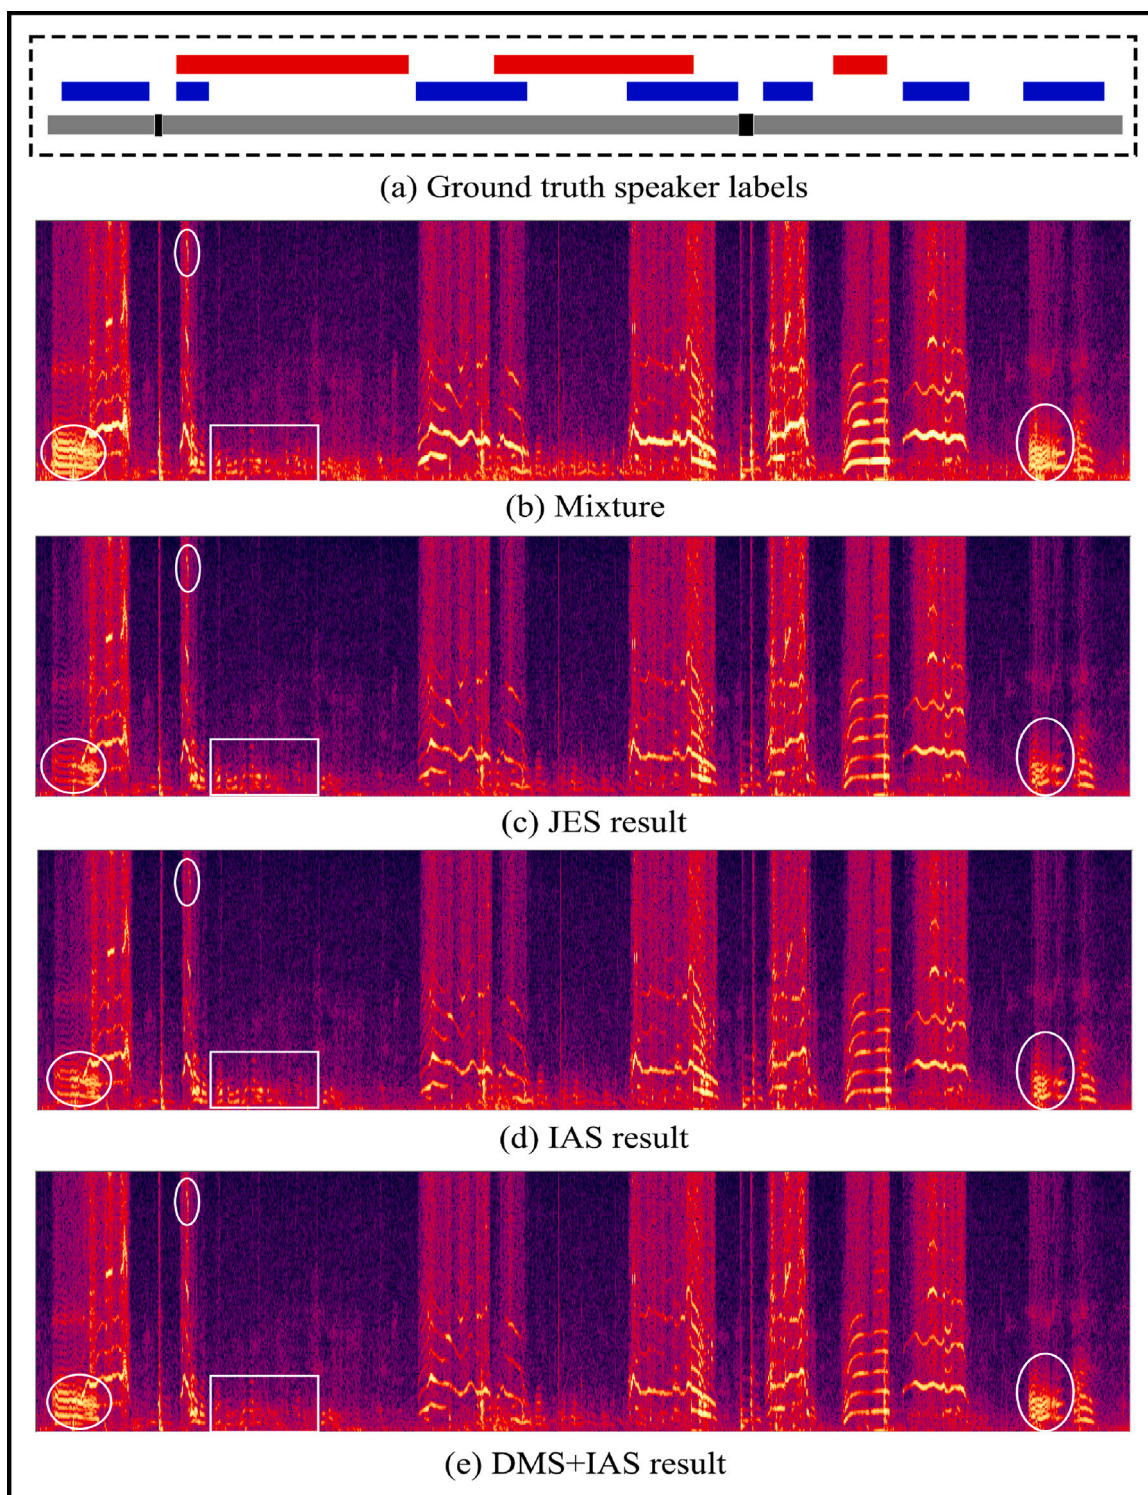 (a) Ground truth speaker labels
(b) Mixture
(c) JES result
(d) IAS result
(e) DMS+IAS result